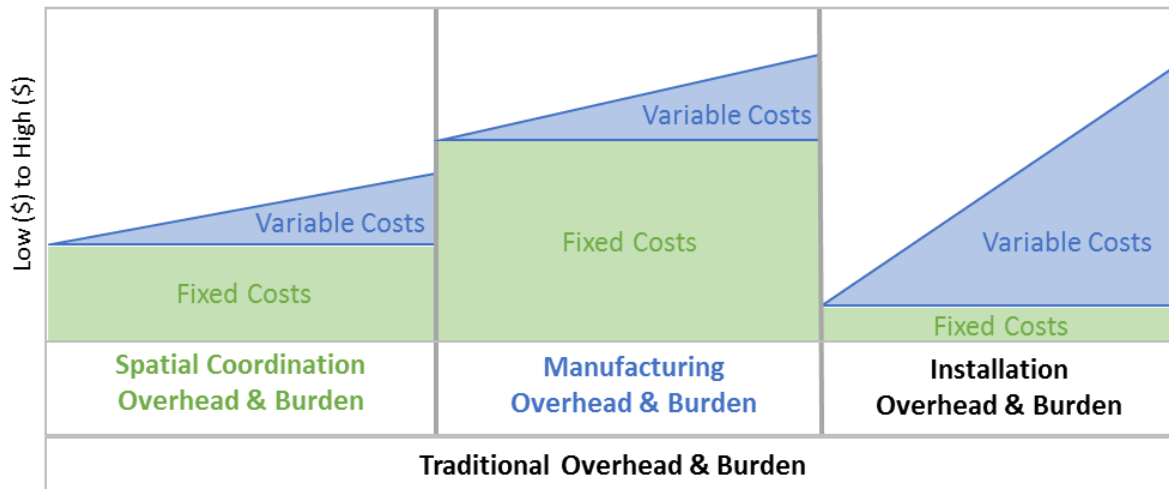 Low ($) to High ($)
Variable Costs
Fixed Costs
Variable Costs
Fixed Costs
Variable Costs
Fixed Costs
Spatial Coordination
Overhead & Burden
Manufacturing
Overhead & Burden
Installation
Overhead & Burden
Traditional Overhead & Burden